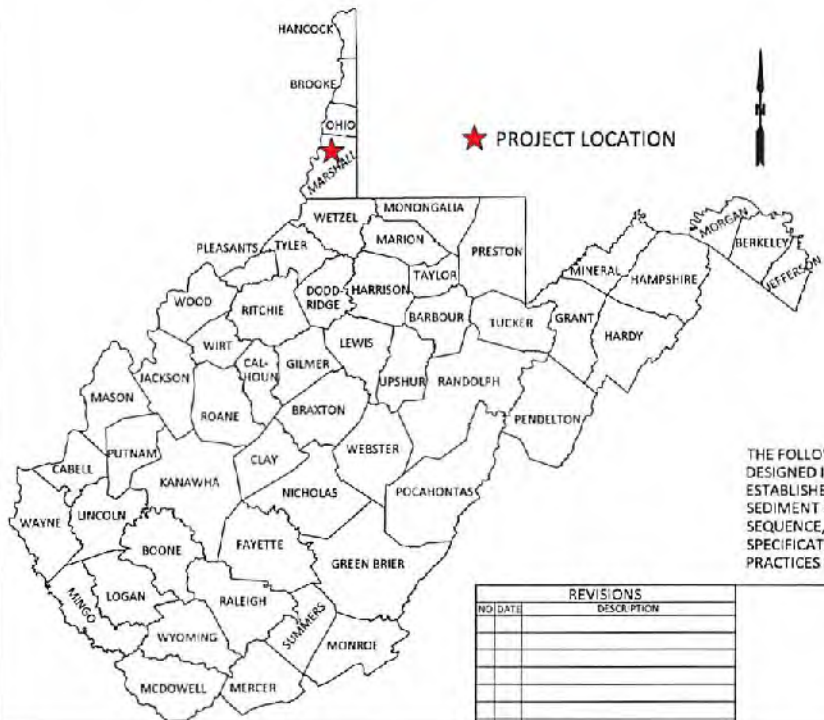 HANCOCK
BROOKE
OHIO
MARSHALL
PROJECT LOCATION
N
WETZEL
MONONGALIA
MARION
PRESTON
PLEASANTS
TYLER
TAYLOR
MORGAN
BERKELEY
JEFFERSON
MINERAL
HAMPSHIRE
WOOD
RITCHIE
DODD-
RIDGE
HARRISON
BARBOUR
TUCKER
GRANT
HARDY
WIRT
CAL-
HOUN
GILMER
LEWIS
UPSHUR
RANDOLPH
JACKSON
MASON
ROANE
BRAXTON
PENDELTON
WEBSTER
PUTNAM
CABELL
KANAWHA
CLAY
NICHOLAS
POCAHONTAS
WAYNE
LINCOLN
BOONE
FAYETTE
GREEN BRIER
LOGAN
MINGO
RALEIGH
SUMMERS
WYOMING
MONROE
MCDOWELL
MERCER
THE FOLLO
DESIGNED I
ESTABLISHE
SEDIMENT
SEQUENCE,
SPECIFICAT
PRACTICES
REVISIONS
NO DATE DESCRIPTION